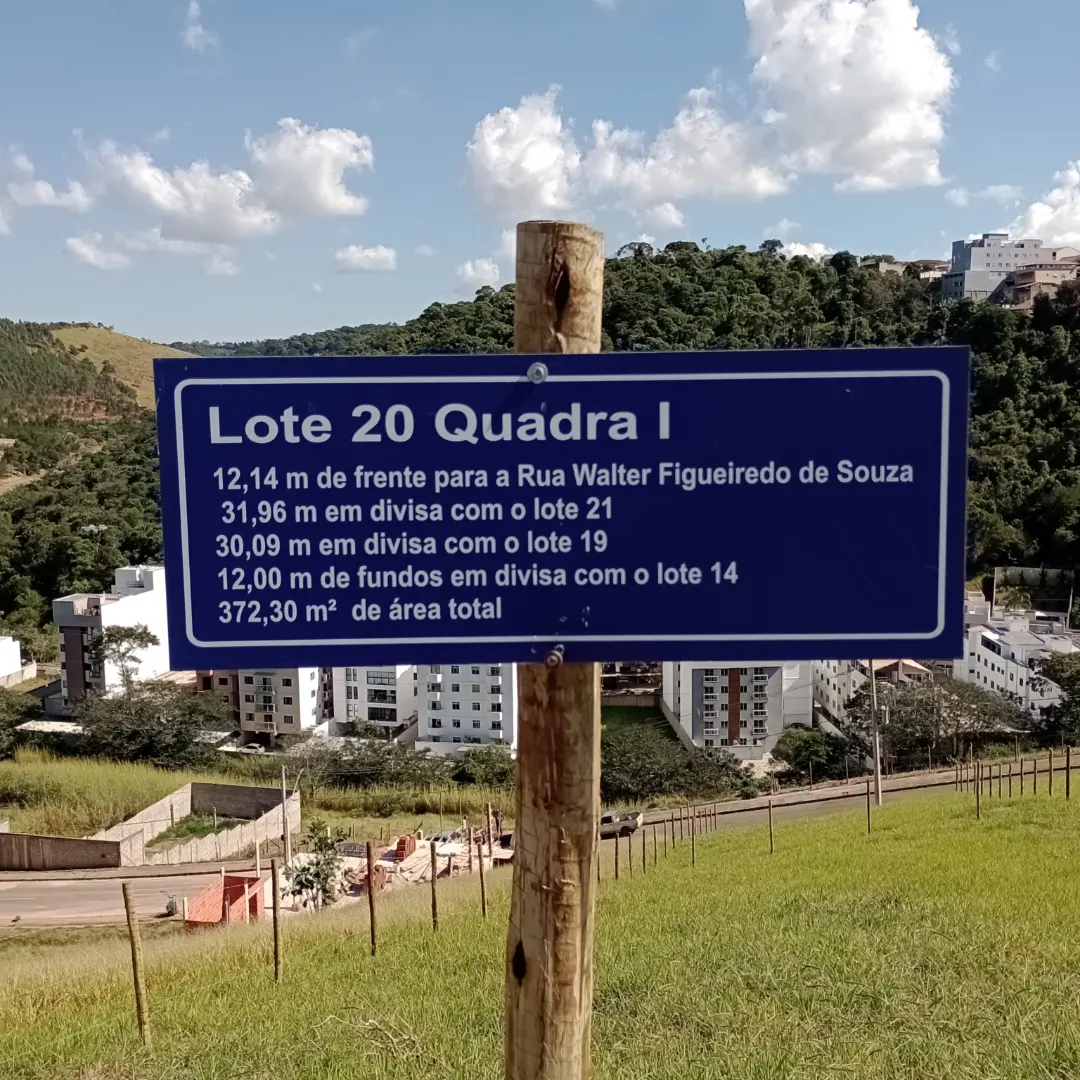 Lote 20 Quadra I
12,14 m de frente para a Rua Walter Figueiredo de Souza
31,96 m em divisa com o lote 21
30,09 m em divisa com o lote 19
12,00 m de fundos em divisa com o lote 14
372,30 m² de área total